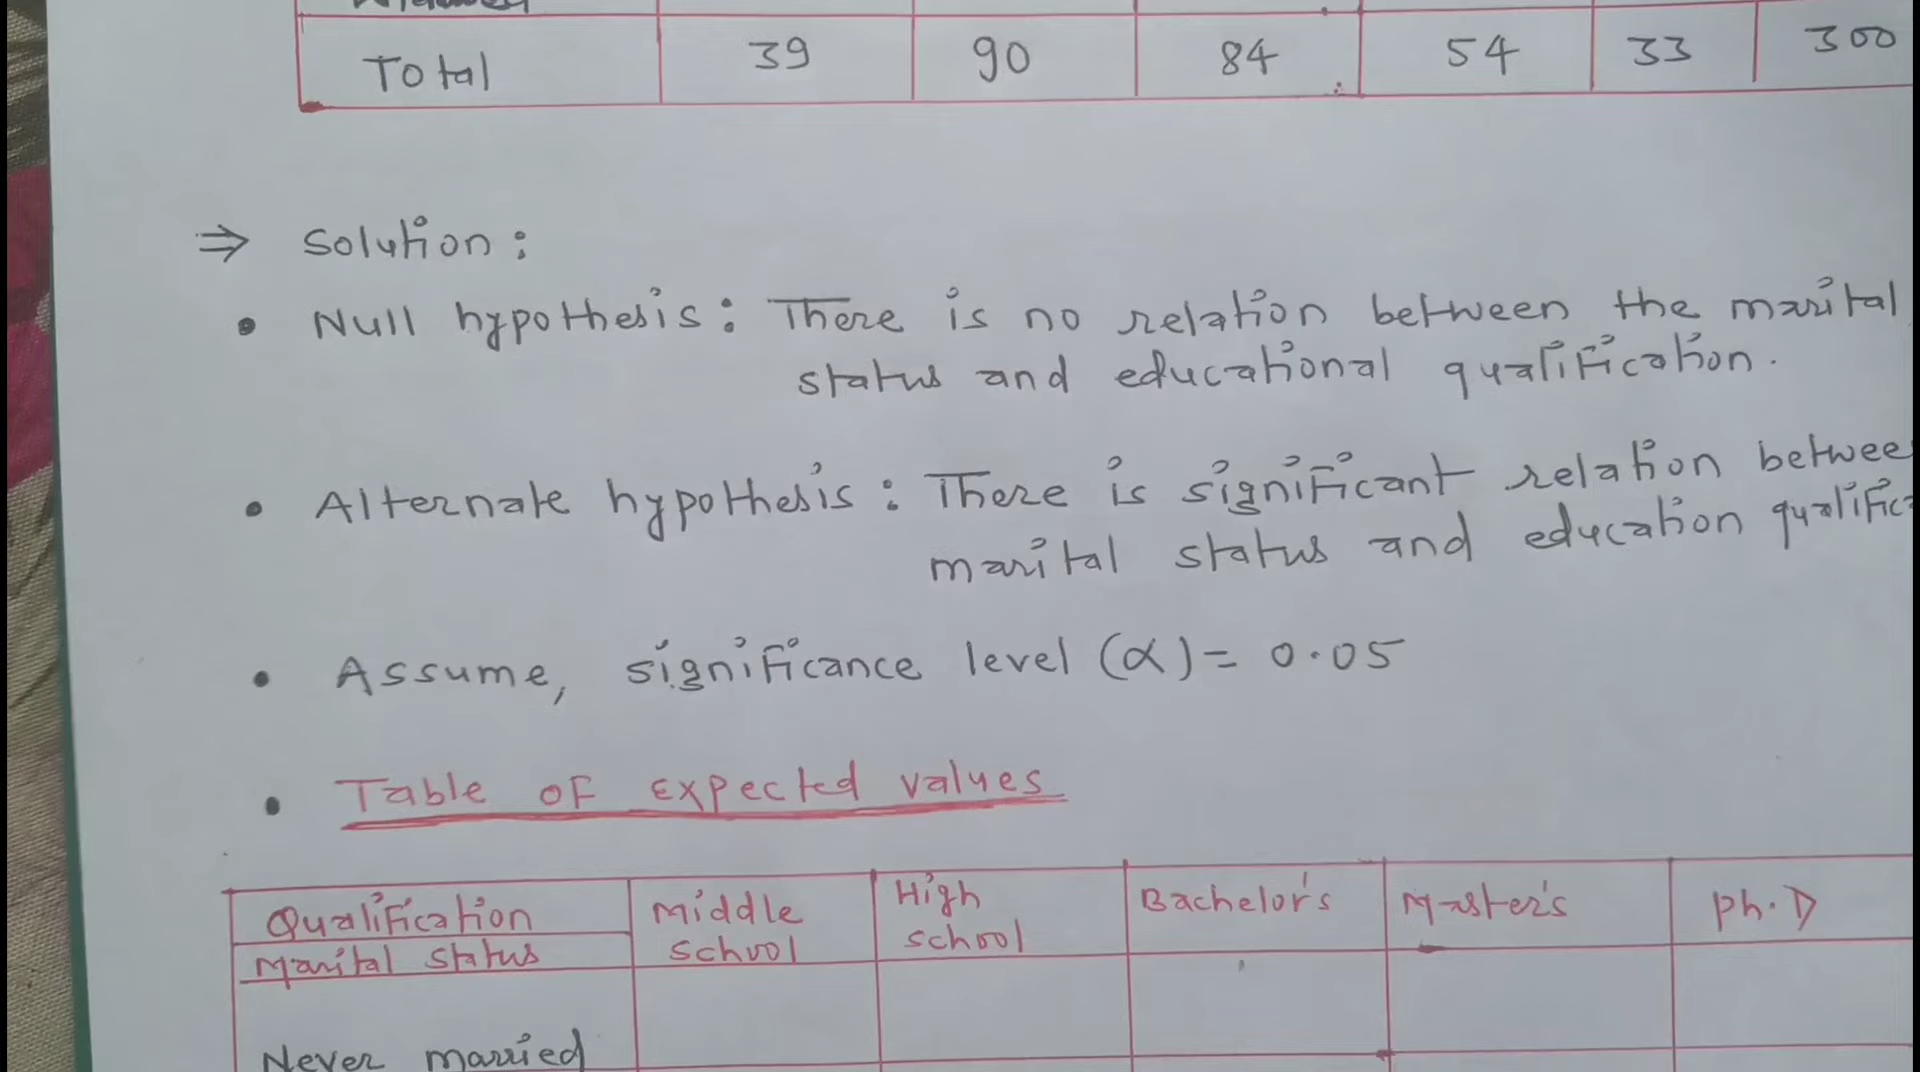 Total 39 90 84 54 33 300
⇒ Solution:
• Null hypothesis: There is no relation between the marital
status and educational qualification.
• Alternate hypothesis: There is significant relation betwee
marital status and education qualific
• Assume, significance level (α) = 0.05
• Table of expected values
Qualification Middle High Bachelor's Master's Ph.D
Marital status school school
Never married